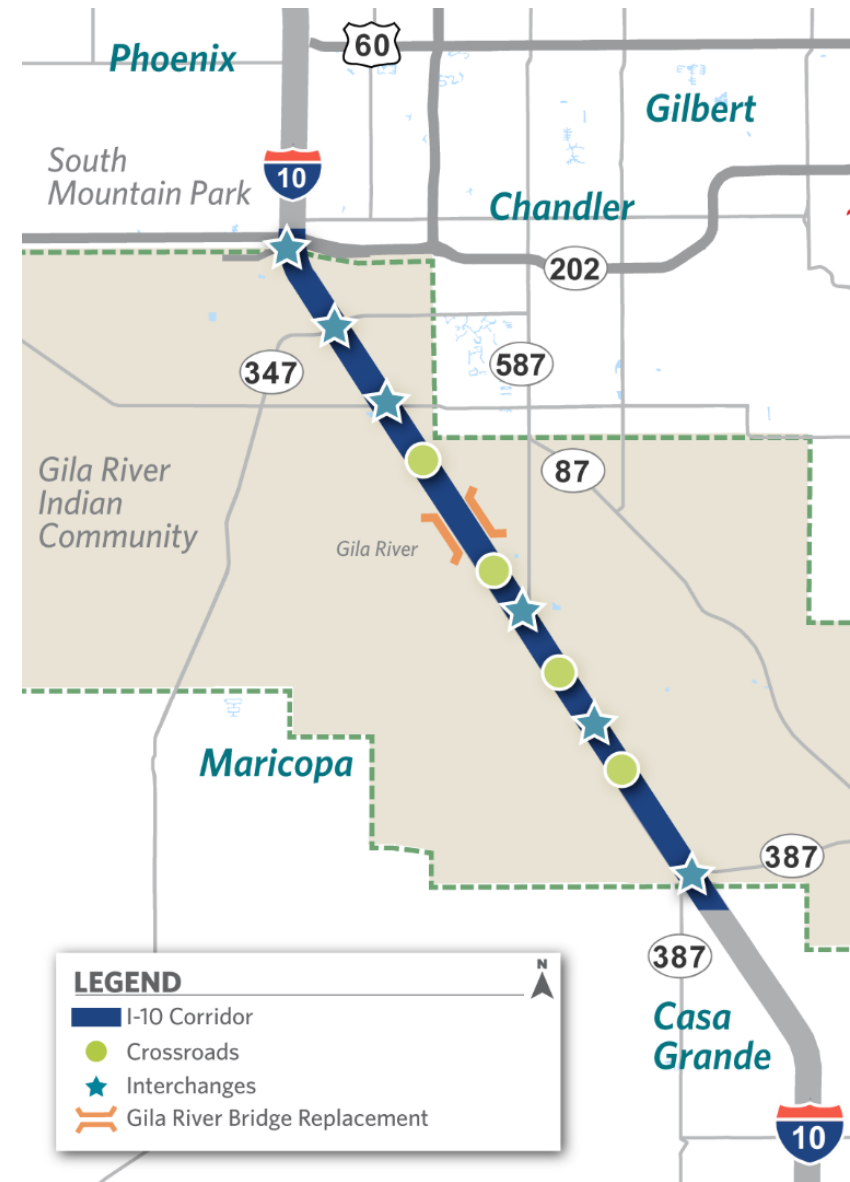 60
Phoenix
Gilbert
South
Mountain Park
10
Chandler
202
347
587
87
Gila River
Indian
Community
Gila River
Maricopa
387
387
Casa
Grande
10
LEGEND
N
I-10 Corridor
Crossroads
Interchanges
Gila River Bridge Replacement